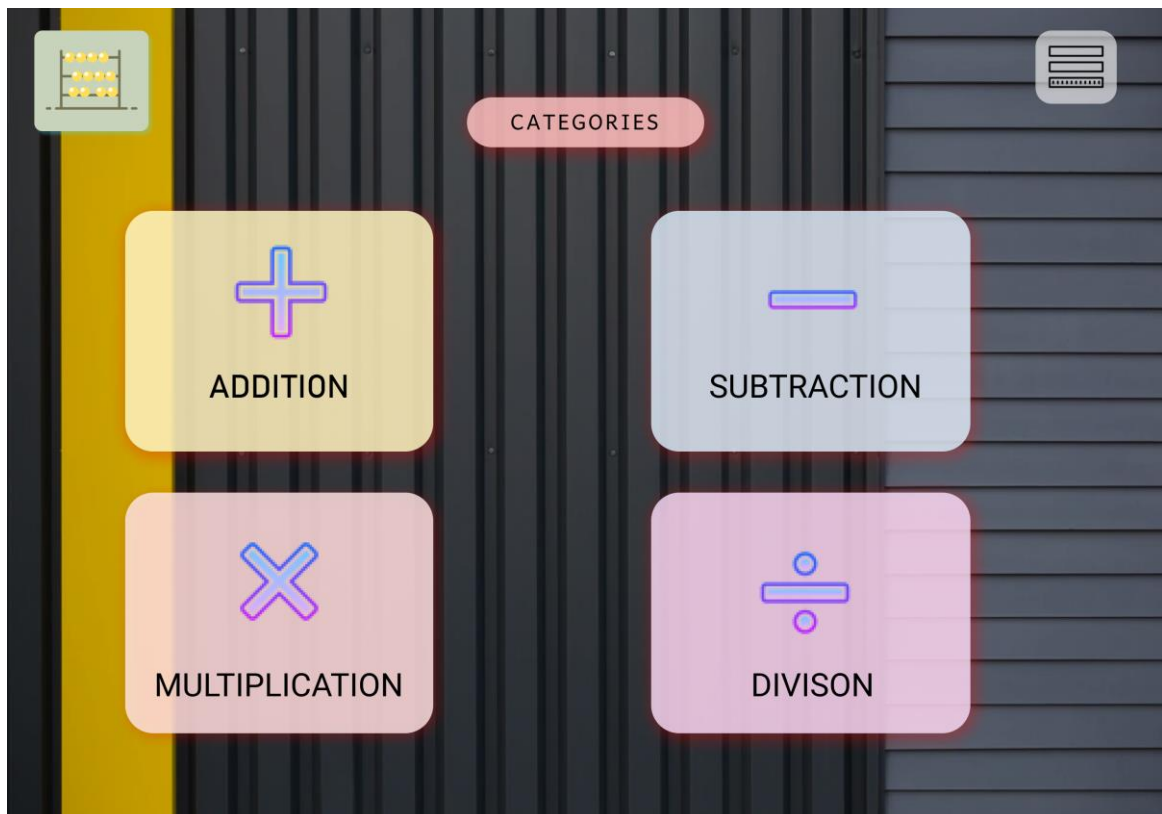 CATEGORIES
ADDITION
SUBTRACTION
MULTIPLICATION
DIVISON